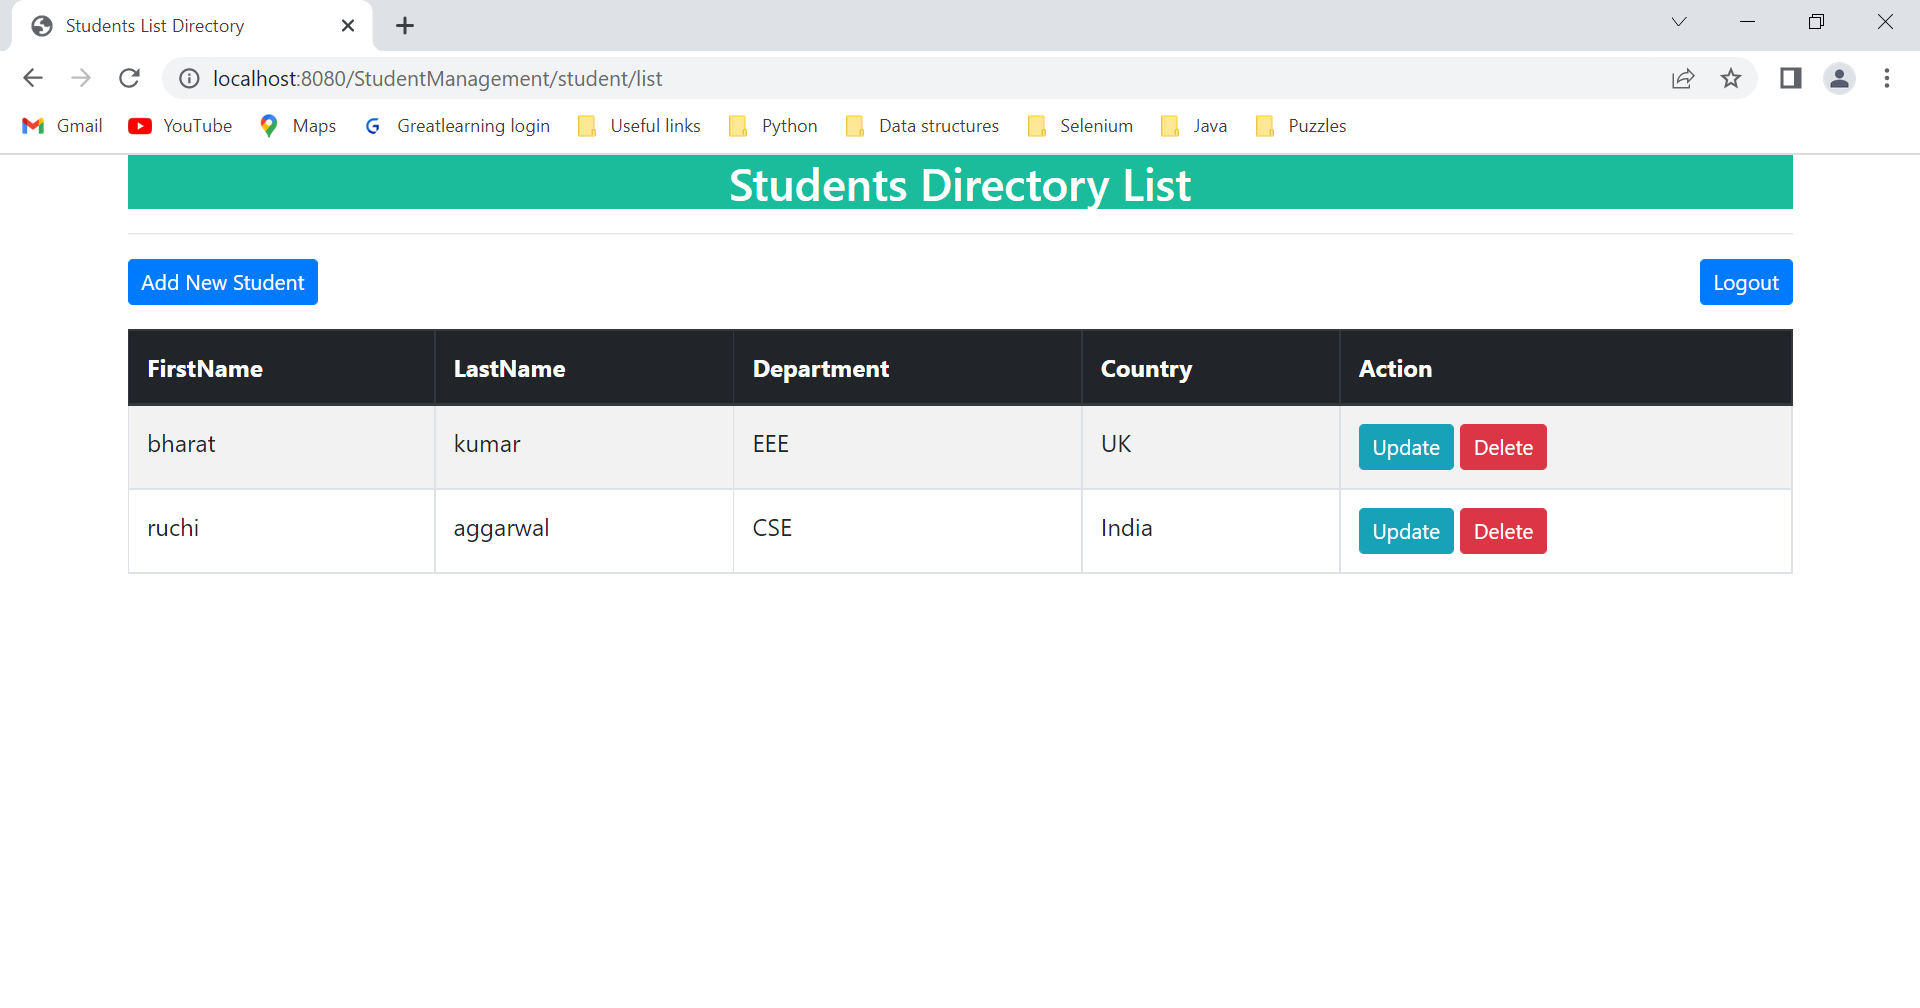 Students List Directory
localhost:8080/StudentManagement/student/list
Gmail YouTube Maps Greatlearning login Useful links Python Data structures Selenium Java Puzzles
Students Directory List
Add New Student Logout
FirstName LastName Department Country Action
bharat kumar EEE UK Update Delete
ruchi aggarwal CSE India Update Delete